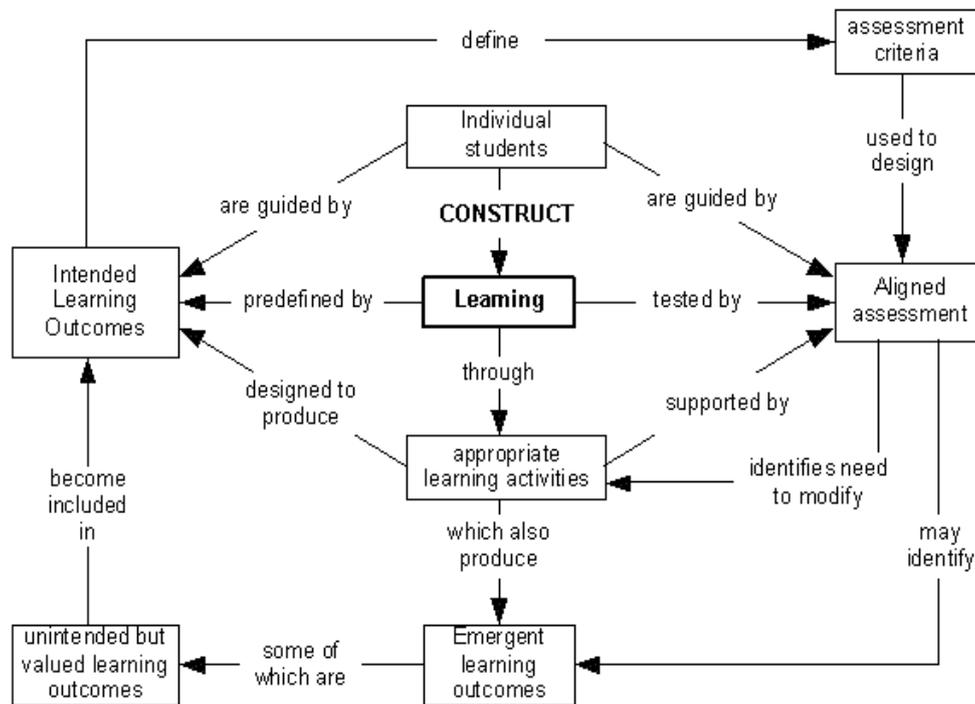 define
assessment
criteria
Individual
students
used to
design
are guided by
are guided by
CONSTRUCT
Intended
Learning
Outcomes
predefined by
Learning
tested by
Aligned
assessment
designed to
produce
through
supported by
appropriate
learning activities
identifies need
to modify
become
included
in
which also
produce
may
identify
unintended but
valued learning
outcomes
some of
which are
Emergent
learning
outcomes